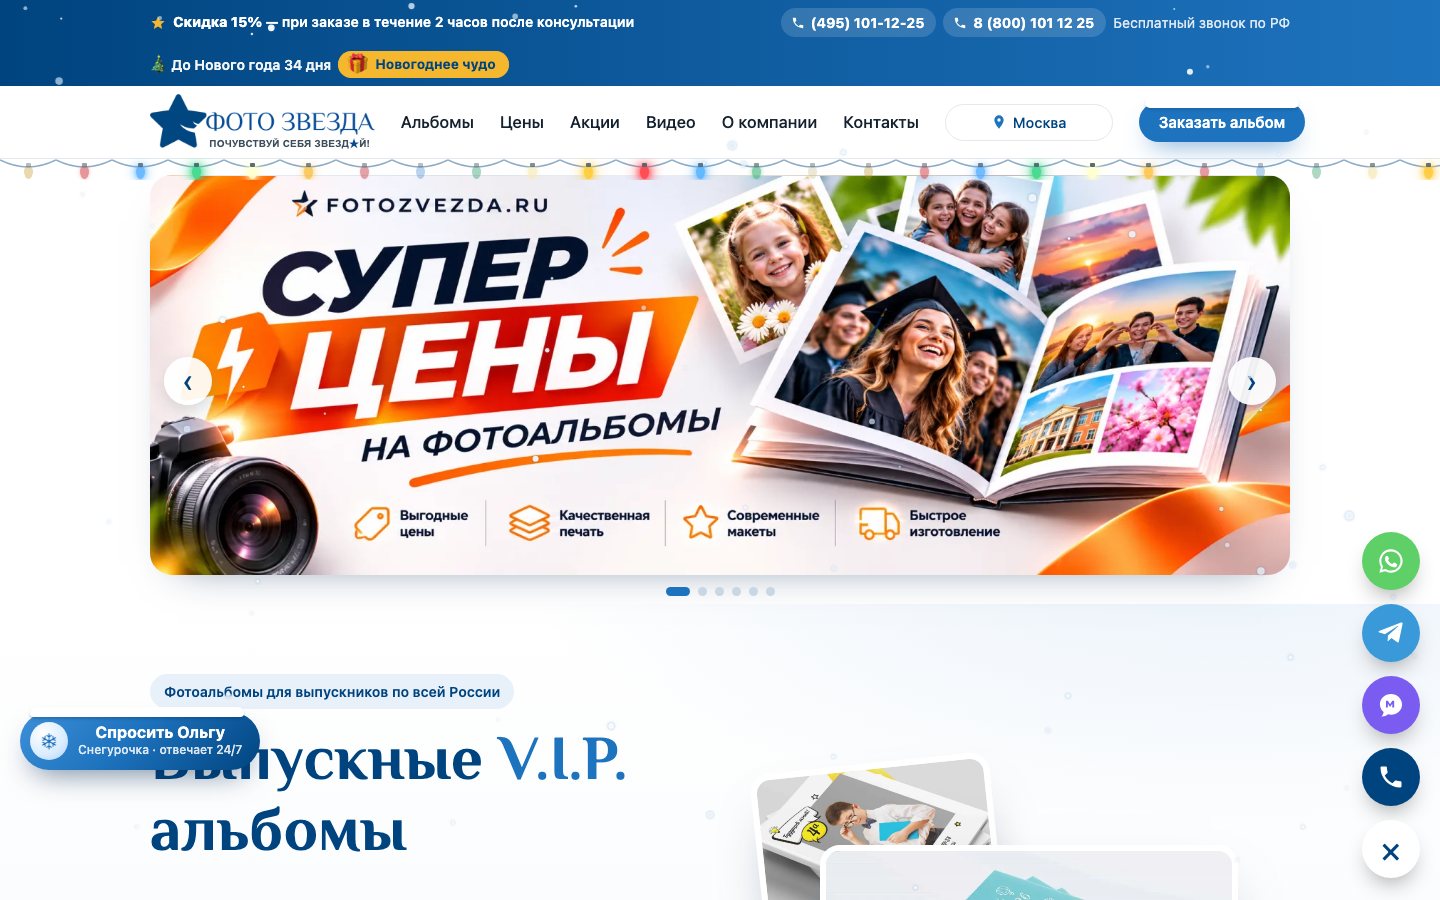 Скидка 15% — при заказе в течение 2 часов после консультации
(495) 101-12-25
8 (800) 101 12 25
Бесплатный звонок по РФ
До Нового года 34 дня
Новогоднее чудо
ФОТО ЗВЕЗДА
ПОЧУВСТВУЙ СЕБЯ ЗВЕЗД★Й!
Альбомы
Цены
Акции
Видео
О компании
Контакты
Москва
Заказать альбом
FOTOZVEZDA.RU
СУПЕР
ЦЕНЫ
НА ФОТОАЛЬБОМЫ
Выгодные
цены
Качественная
печать
Современные
макеты
Быстрое
изготовление
Фотоальбомы для выпускников по всей России
Спросить Ольгу
Снегурочка · отвечает 24/7
Выпускные V.I.P.
альбомы